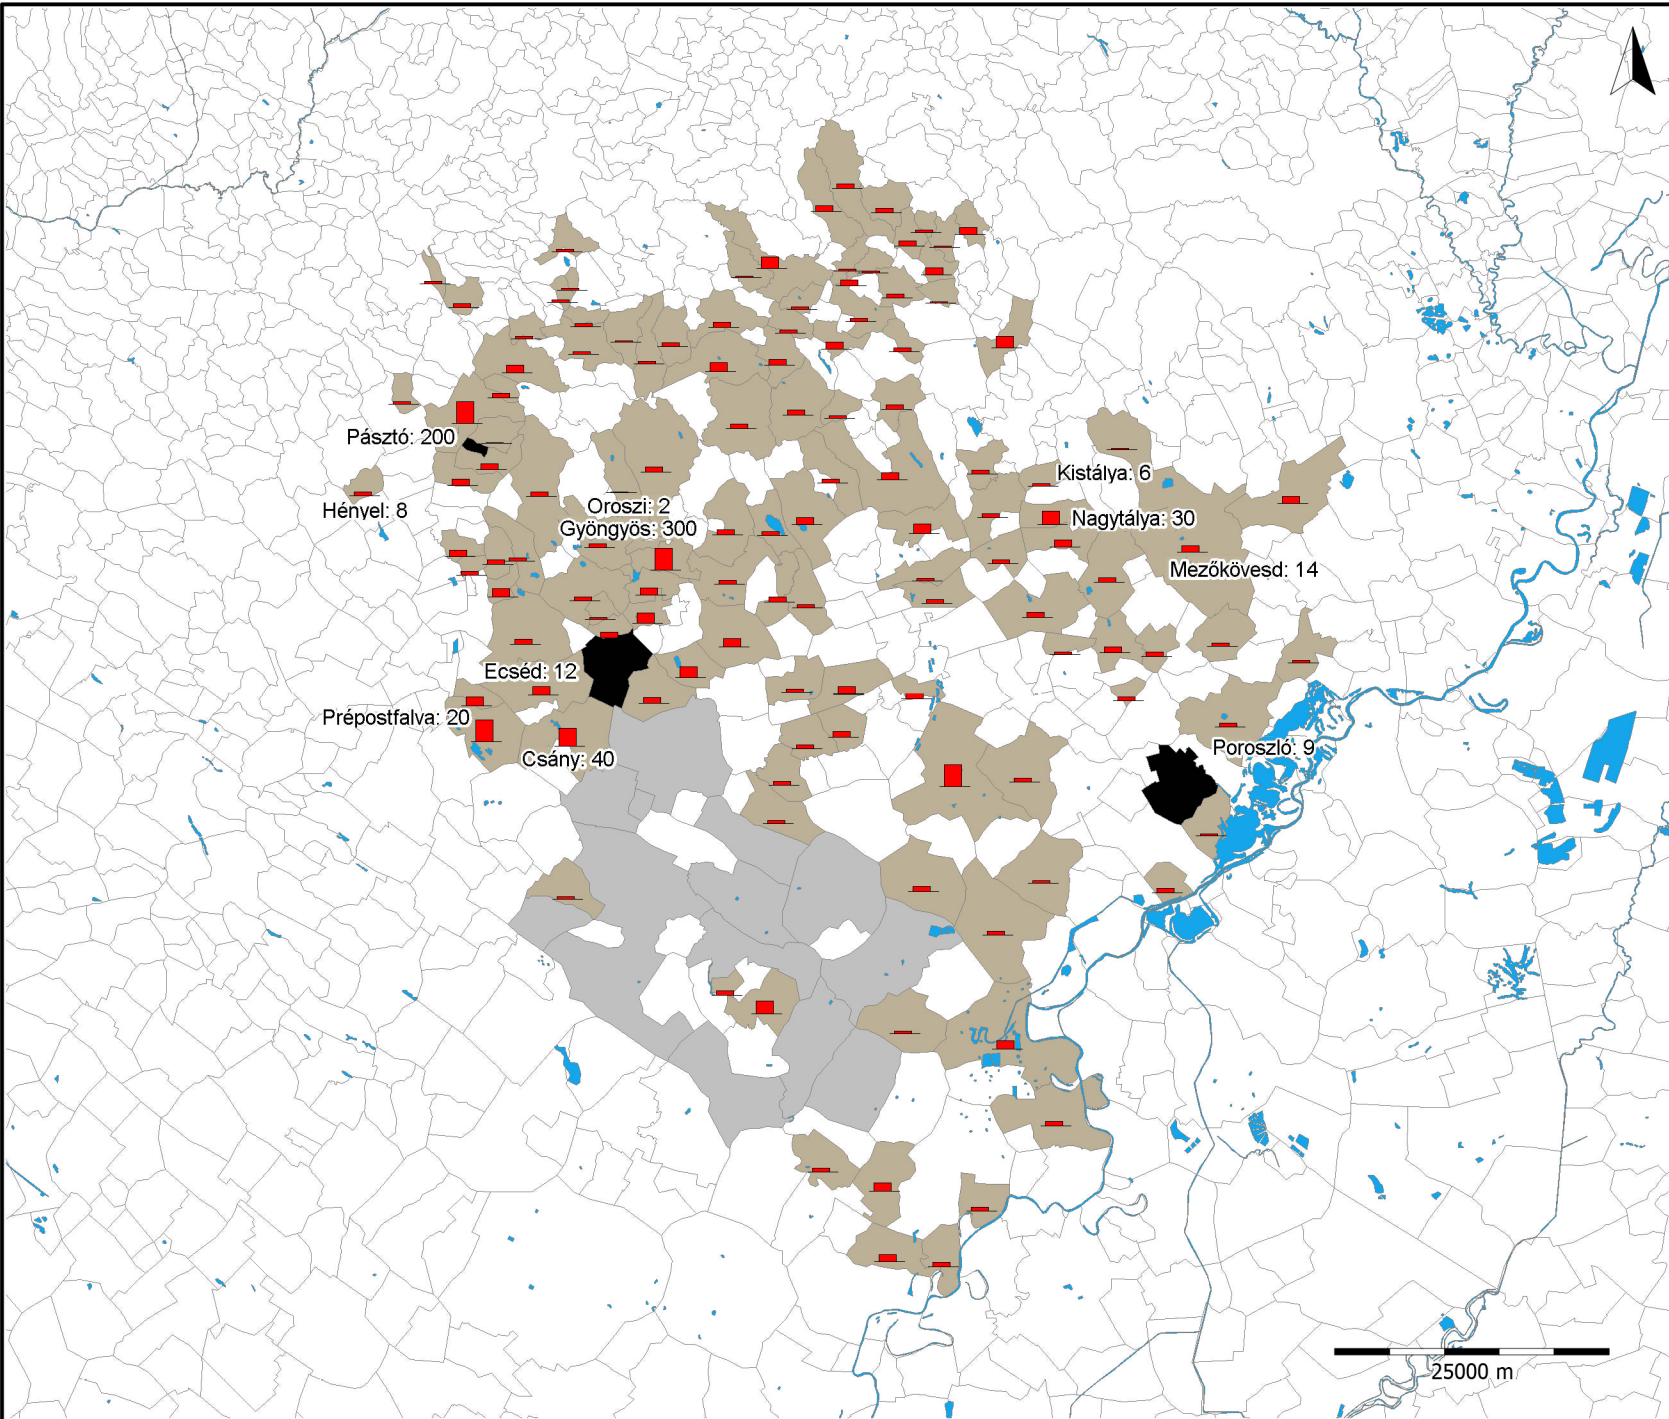 Pásztó: 200
Kistálya: 6
Hényel: 8
Oroszi: 2
Nagytálya: 30
Gyöngyös: 300
Mezőkövesd: 14
Ecséd: 12
Prépostfalva: 20
Poroszló: 9
Csány: 40
25000 m